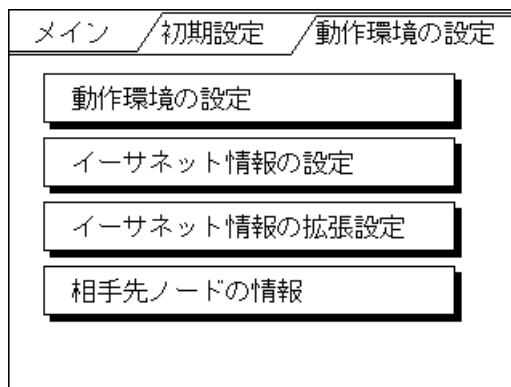 メイン 初期設定 動作環境の設定
動作環境の設定
イーサネット情報の設定
イーサネット情報の拡張設定
相手先ノードの情報